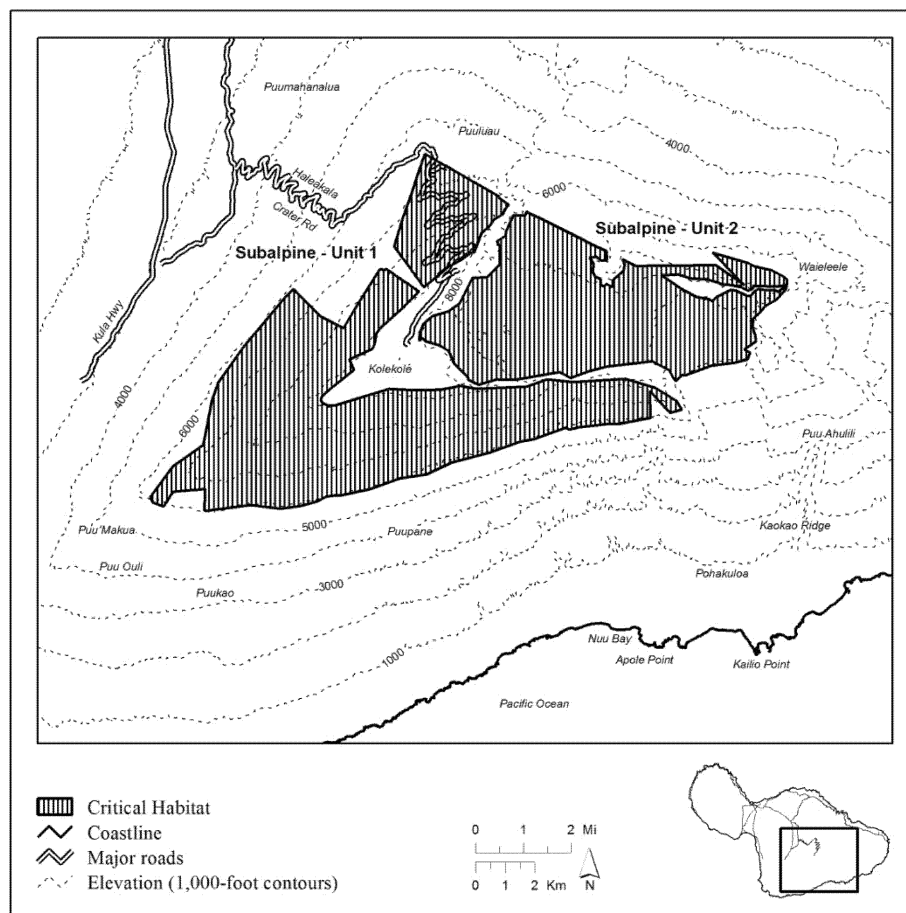 Puumahanalua
Puuluau
4000
Haleakala
Crater Rd
6000
Subalpine - Unit 2
Subalpine - Unit 1
Waieleele
8000
Kula Hwy
Kolekolé
4000
6000
Puu Ahulili
5000
Puu Makua
Puupane
Kaokao Ridge
Puu Ouli
3000
Pohakuloa
Puukao
1000
Nuu Bay
Apole Point
Kailio Point
Pacific Ocean
Critical Habitat
Coastline
Major roads
Elevation (1,000-foot contours)
0 1 2 Mi
0 1 2 Km
N